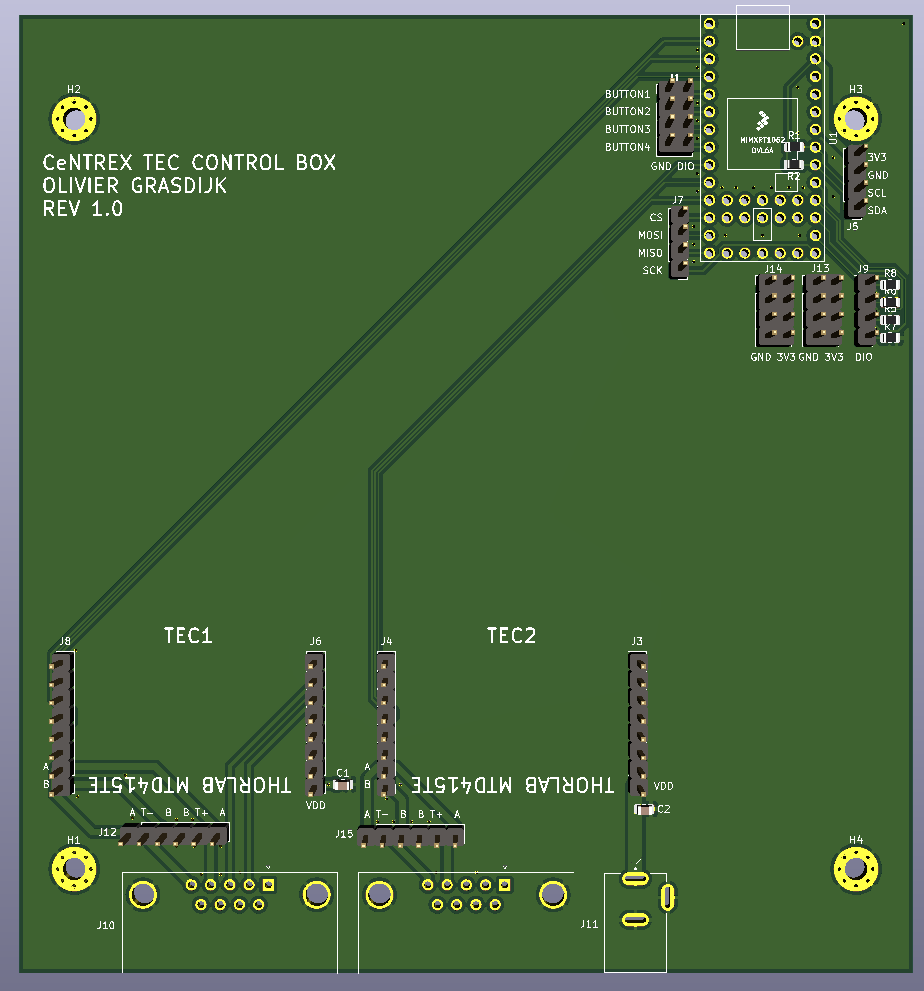 H2
H3
J1
BUTTON1
BUTTON2
BUTTON3
BUTTON4
GND DIO
MIMXRT1062
DVL6A
R1
R2
U1
3V3
GND
SCL
SDA
J5
CeNTREX TEC CONTROL BOX
OLIVIER GRASDIJK
REV 1.0
J7
CS
MOSI
MISO
SCK
J14
J13
J9
R8
R7
GND 3V3
GND 3V3
DIO
TEC1
TEC2
J8
J6
J4
J3
A
B
THORLAB MTD415TE
C1
VDD
A
B
THORLAB MTD415TE
VDD
C2
J12
A T- B B T+ A
J15
A T- B B T+ A
H1
H4
J10
J11